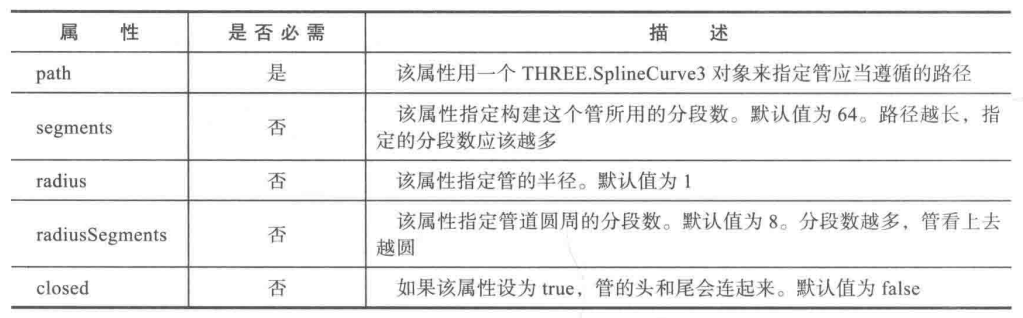 属 性 是否必需 描 述
path 是 该属性用一个 THREE.SplineCurve3 对象来指定管应当遵循的路径
segments 否 该属性指定构建这个管所用的分段数。默认值为 64。路径越长，指
定的分段数应该越多
radius 否 该属性指定管的半径。默认值为 1
radiusSegments 否 该属性指定管道圆周的分段数。默认值为 8。分段数越多，管看上去
越圆
closed 否 如果该属性设为 true，管的头和尾会连起来。默认值为 false